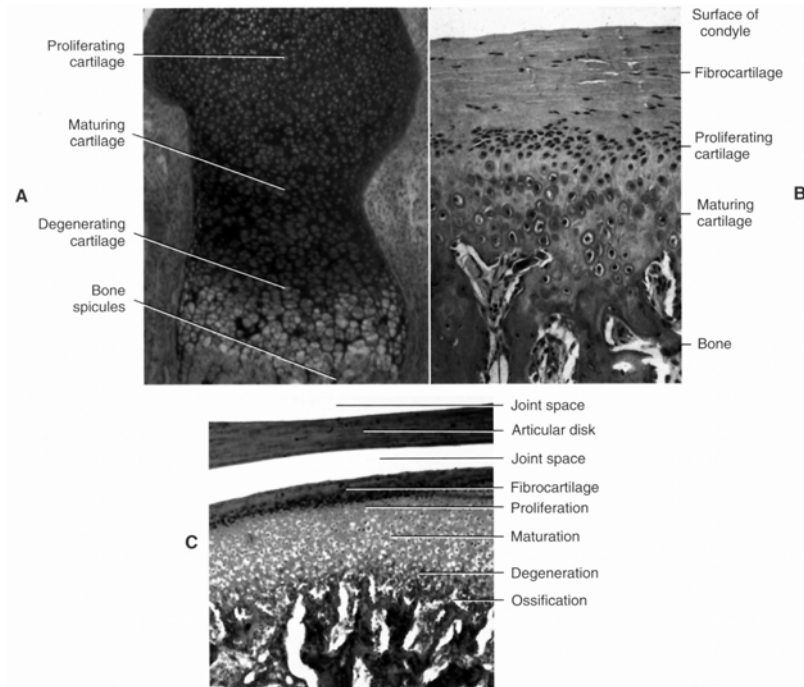 Proliferating
cartilage
Maturing
cartilage
A
Degenerating
cartilage
Bone
spicules
Surface of
condyle
Fibrocartilage
Proliferating
cartilage
B
Maturing
cartilage
Bone
Joint space
Articular disk
Joint space
Fibrocartilage
Proliferation
C
Maturation
Degeneration
Ossification